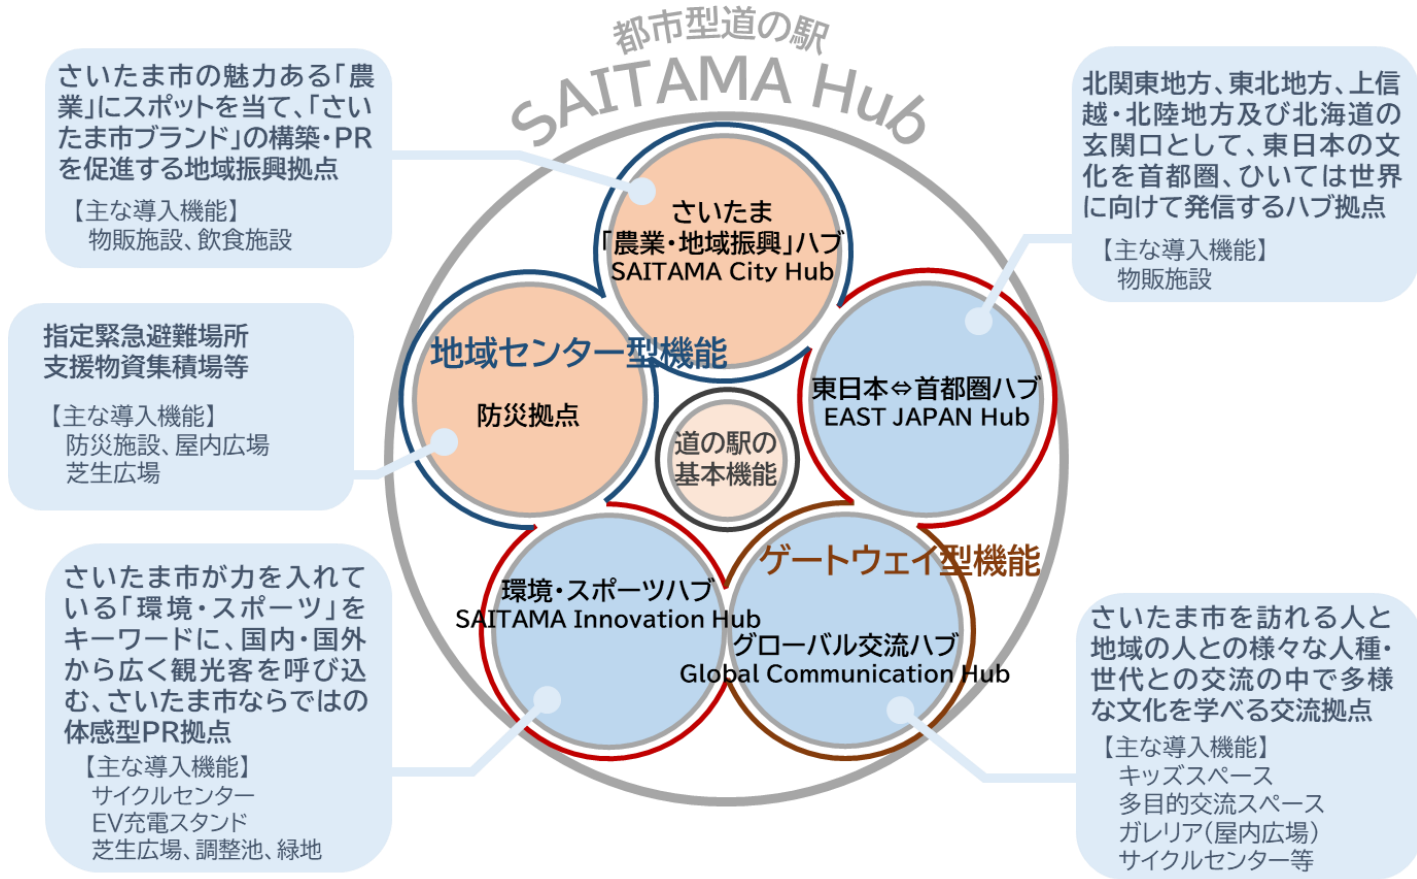 都市型道の駅
SAITAMA Hub
さいたま市の魅力ある「農
業」にスポットを当て、「さい
たま市ブランド」の構築・PR
を促進する地域振興拠点
【主な導入機能】
物販施設、飲食施設
北関東地方、東北地方、上信
越・北陸地方及び北海道の
玄関口として、東日本の文
化を首都圏、ひいては世界
に向けて発信するハブ拠点
【主な導入機能】
物販施設
さいたま
「農業・地域振興」ハブ
SAITAMA City Hub
指定緊急避難場所
支援物資集積場等
【主な導入機能】
防災施設、屋内広場
芝生広場
地域センター型機能
防災拠点
東日本⇔首都圏ハブ
EAST JAPAN Hub
道の駅の
基本機能
ゲートウェイ型機能
環境・スポーツハブ
SAITAMA Innovation Hub
グローバル交流ハブ
Global Communication Hub
さいたま市が力を入れて
いる「環境・スポーツ」を
キーワードに、国内・国外
から広く観光客を呼び込
む、さいたま市ならではの
体感型PR拠点
【主な導入機能】
サイクルセンター
EV充電スタンド
芝生広場、調整池、緑地
さいたま市を訪れる人と
地域の人との様々な人種・
世代との交流の中で多様
な文化を学べる交流拠点
【主な導入機能】
キッズスペース
多目的交流スペース
ガレリア(屋内広場)
サイクルセンター等